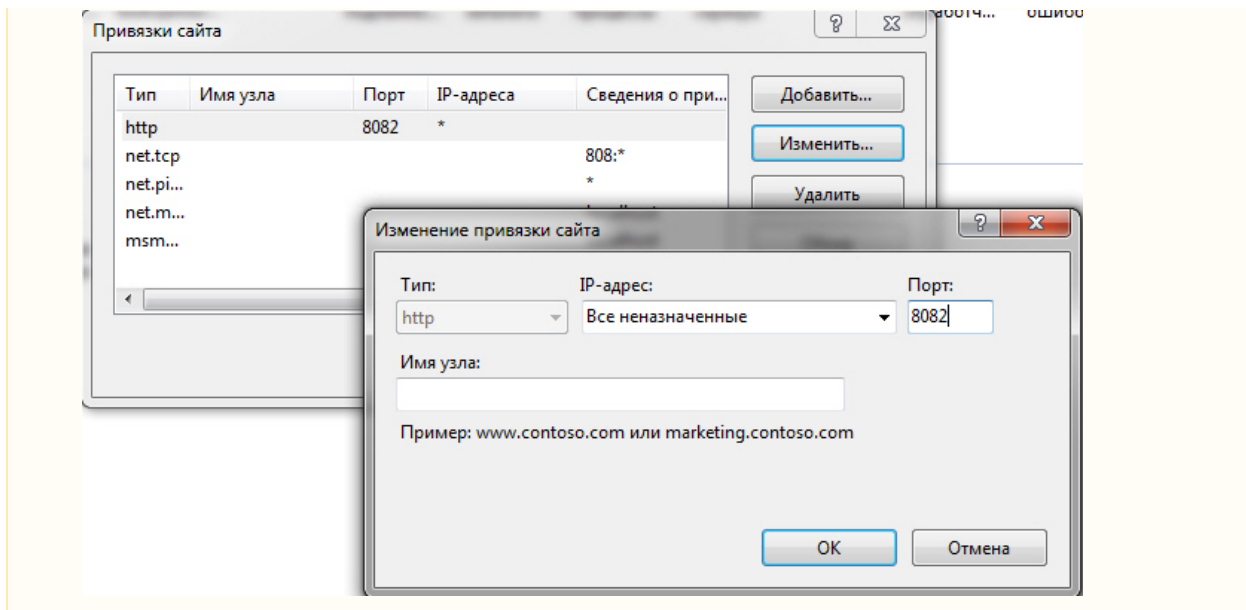 Привязки сайта
Тип Имя узла Порт IP-адреса Сведения о при...
http 8082 *
net.tcp 808:*
net.pi... *
net.m...
msm...
Добавить...
Изменить...
Удалить
Изменение привязки сайта
Тип: IP-адрес: Порт:
http Все неназначенные 8082
Имя узла:
Пример: www.contoso.com или marketing.contoso.com
OK Отмена